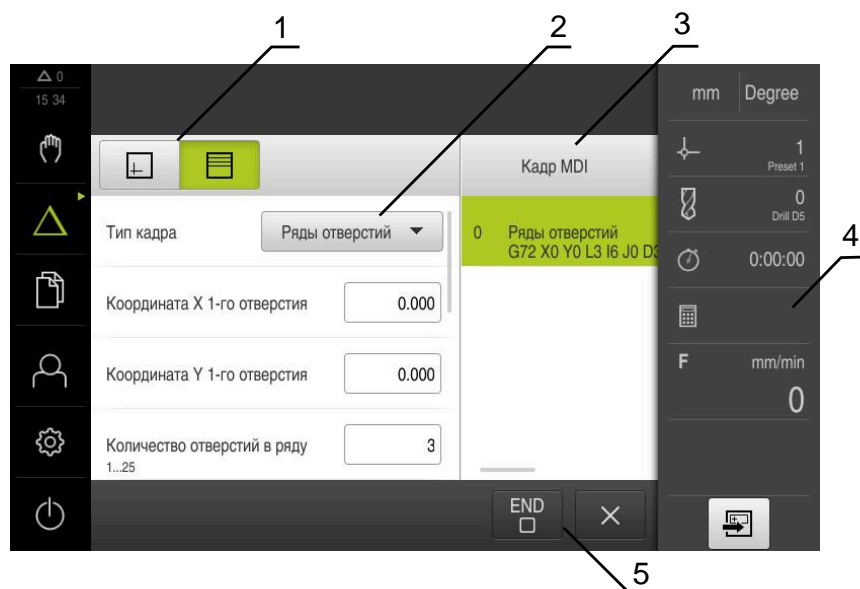 1
2
3
0
15 34
mm Degree
1
Preset 1
Кадр MDI
0
Drill D5
Тип кадра Ряды отверстий
0 Ряды отверстий
G72 X0 Y0 L3 I6 J0 D3
4
0:00:00
Координата X 1-го отверстия 0.000
F mm/min
0
Координата Y 1-го отверстия 0.000
Количество отверстий в ряду 3
1...25
END
5